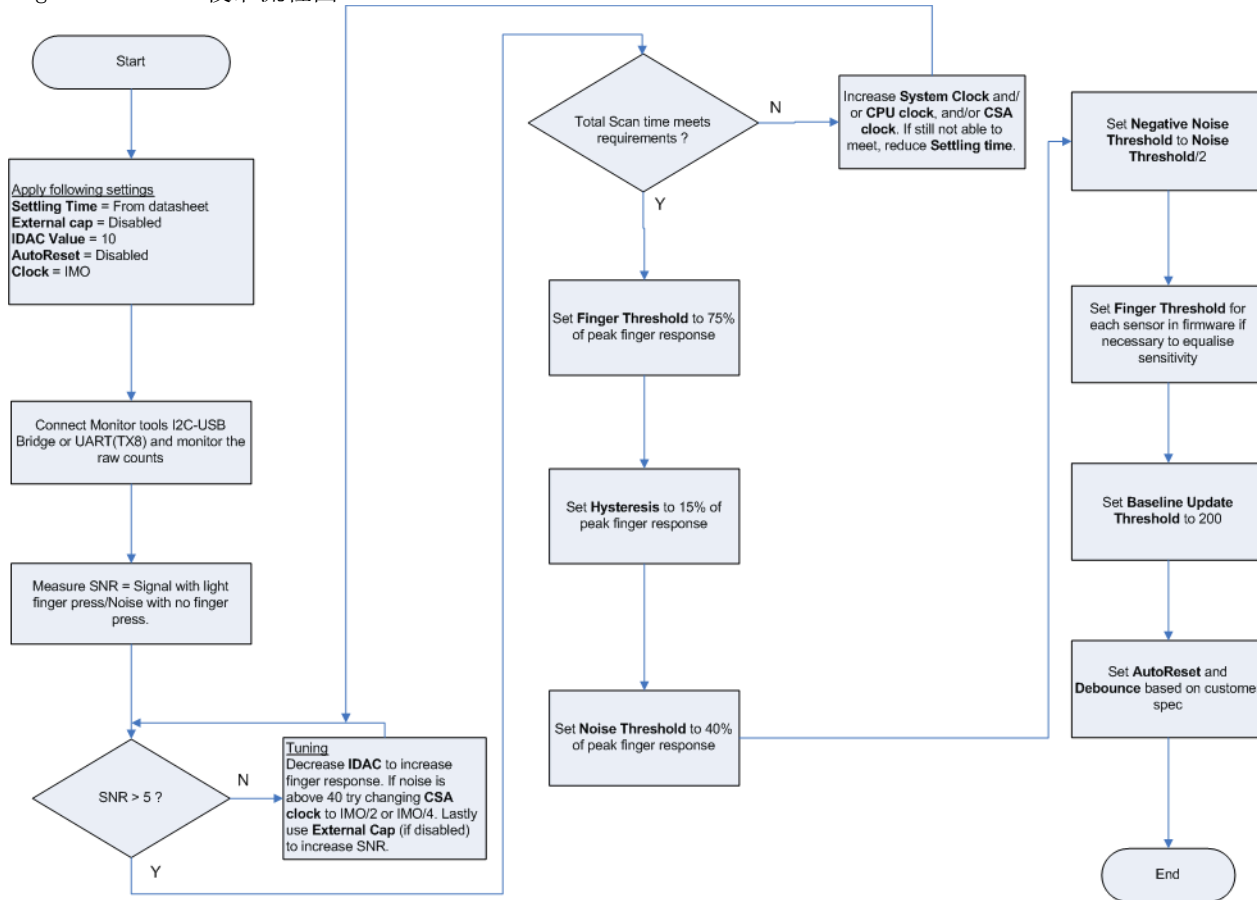 Start
Apply following settings
Settling Time = From datasheet
External cap = Disabled
IDAC Value = 10
AutoReset = Disabled
Clock = IMO
Connect Monitor tools I2C-USB
Bridge or UART(TX8) and monitor the
raw counts
Measure SNR = Signal with light
finger press/Noise with no finger
press.
SNR > 5 ?
N
Y
Tuning
Decrease IDAC to increase
finger response. If noise is
above 40 try changing CSA
clock to IMO/2 or IMO/4. Lastly
use External Cap (if disabled)
to increase SNR.
Total Scan time meets
requirements ?
N
Y
Increase System Clock and/
or CPU clock, and/or CSA
clock. If still not able to
meet, reduce Settling time.
Set Finger Threshold to 75%
of peak finger response
Set Hysteresis to 15% of
peak finger response
Set Noise Threshold to 40%
of peak finger response
Set Negative Noise
Threshold to Noise
Threshold/2
Set Finger Threshold for
each sensor in firmware if
necessary to equalise
sensitivity
Set Baseline Update
Threshold to 200
Set AutoReset and
Debounce based on custome
spec
End